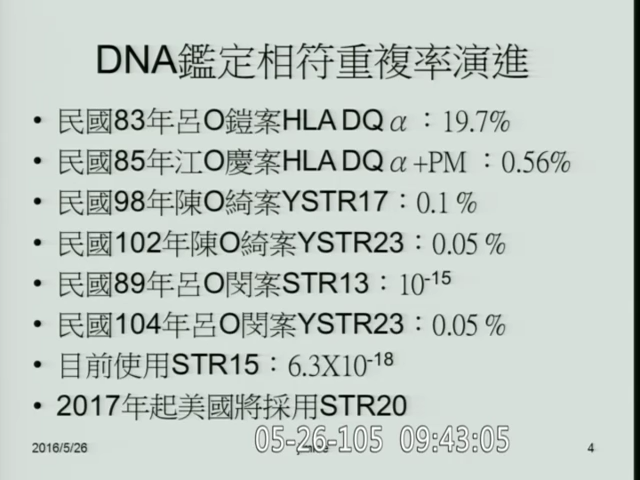 DNA鑑定相符重複率演進
• 民國83年呂O鎧案HLA DQα：19.7%
• 民國85年江O慶案HLA DQα+PM：0.56%
• 民國98年陳O綺案YSTR17：0.1%
• 民國102年陳O綺案YSTR23：0.05%
• 民國89年呂O閔案STR13：10⁻¹⁵
• 民國104年呂O閔案YSTR23：0.05%
• 目前使用STR15：6.3X10⁻¹⁸
• 2017年起美國將採用STR20
2016/5/26
05-26-105 09:43:05
4